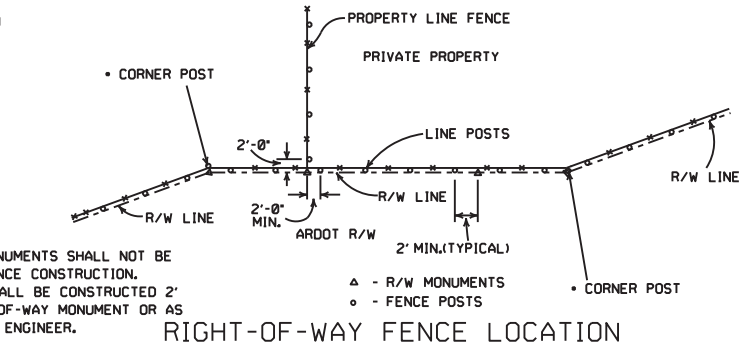 PROPERTY LINE FENCE
PRIVATE PROPERTY
• CORNER POST
LINE POSTS
2'-0"
R/W LINE
R/W LINE
2'-0"
MIN.
ARDOT R/W
R/W LINE
2' MIN.(TYPICAL)
NUMENTS SHALL NOT BE
NCE CONSTRUCTION.
ALL BE CONSTRUCTED 2'
OF-WAY MONUMENT OR AS
ENGINEER.
△ - R/W MONUMENTS
○ - FENCE POSTS
• CORNER POST
RIGHT-OF-WAY FENCE LOCATION